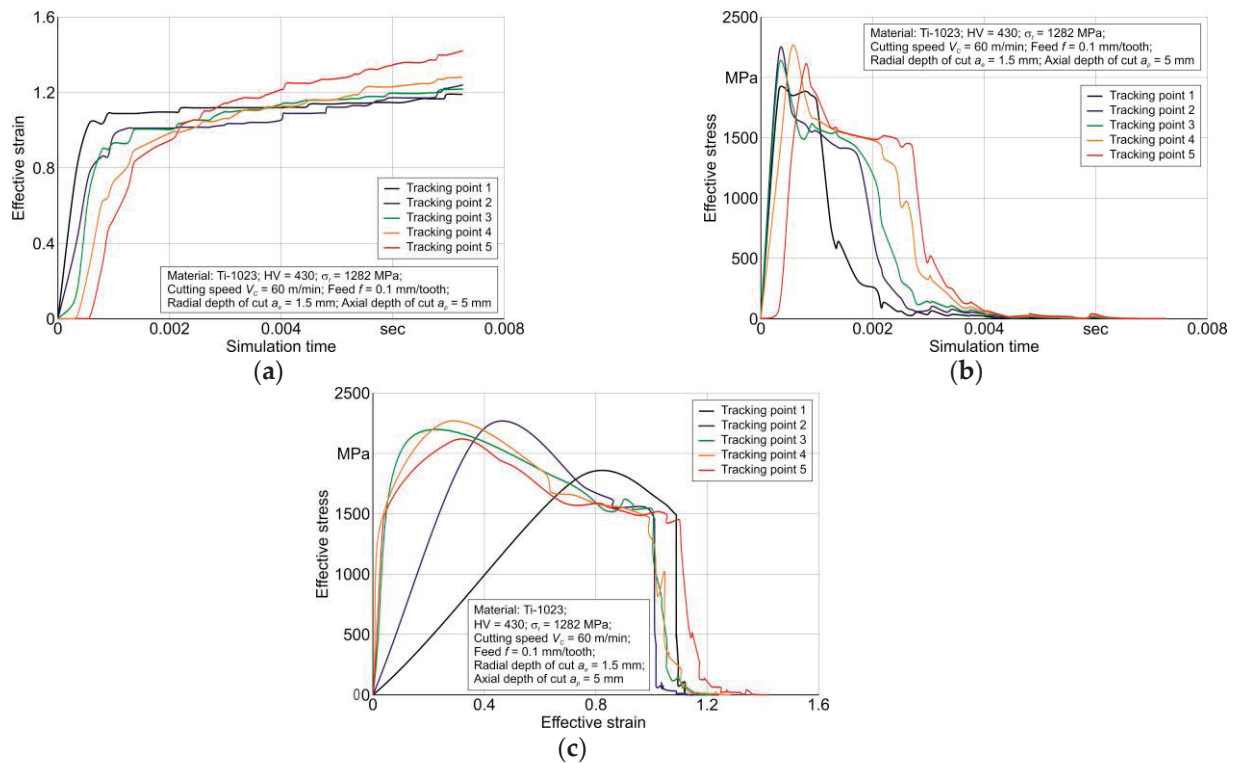 1.6
1.2
0.8
0.4
0
Effective strain
Tracking point 1
Tracking point 2
Tracking point 3
Tracking point 4
Tracking point 5
Material: Ti-1023; HV = 430; σt = 1282 MPa;
Cutting speed VC = 60 m/min; Feed f = 0.1 mm/tooth;
Radial depth of cut ae = 1.5 mm; Axial depth of cut ap = 5 mm
0 0.002 0.004 sec 0.008
Simulation time
(a)
2500
MPa
1500
1000
500
0
Effective stress
Material: Ti-1023; HV = 430; σt = 1282 MPa;
Cutting speed VC = 60 m/min; Feed f = 0.1 mm/tooth;
Radial depth of cut ae = 1.5 mm; Axial depth of cut ap = 5 mm
Tracking point 1
Tracking point 2
Tracking point 3
Tracking point 4
Tracking point 5
0 0.002 0.004 sec 0.008
Simulation time
(b)
2500
MPa
1500
1000
500
0
Effective stress
Tracking point 1
Tracking point 2
Tracking point 3
Tracking point 4
Tracking point 5
Material: Ti-1023;
HV = 430; σt = 1282 MPa;
Cutting speed VC = 60 m/min;
Feed f = 0.1 mm/tooth;
Radial depth of cut ae = 1.5 mm;
Axial depth of cut ap = 5 mm
0 0.4 0.8 1.2 1.6
Effective strain
(c)